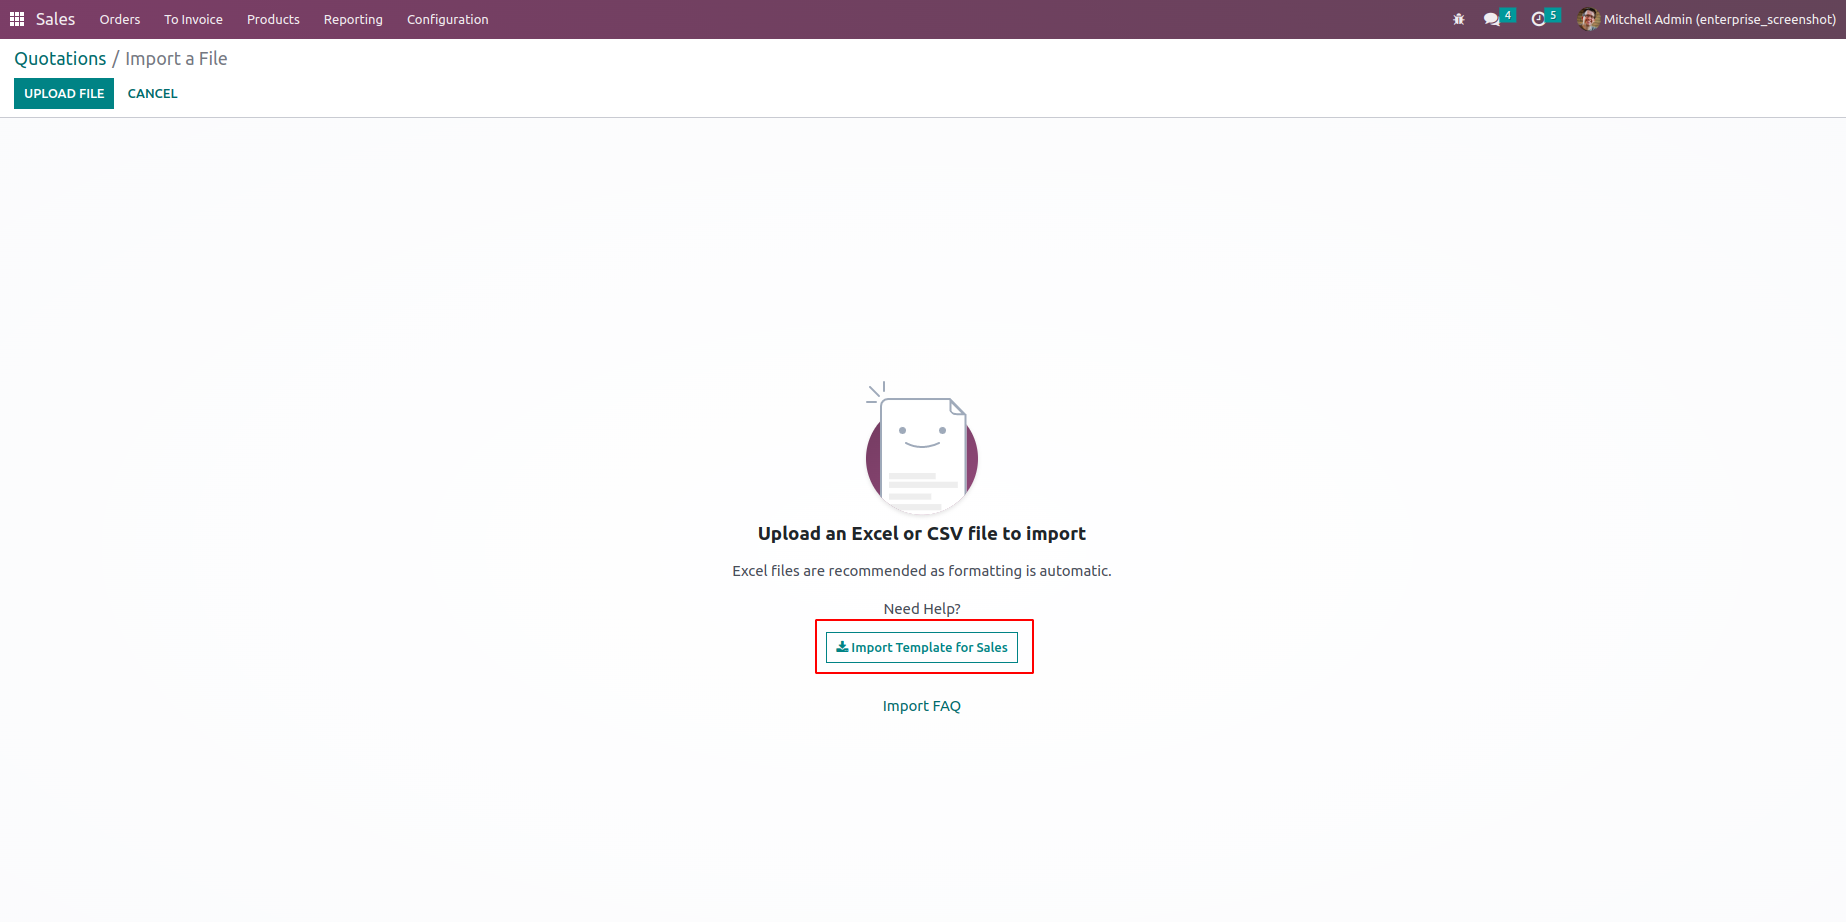 Sales Orders To Invoice Products Reporting Configuration 4 5 Mitchell Admin (enterprise_screenshot)
Quotations / Import a File
UPLOAD FILE CANCEL
Upload an Excel or CSV file to import
Excel files are recommended as formatting is automatic.
Need Help?
Import Template for Sales
Import FAQ